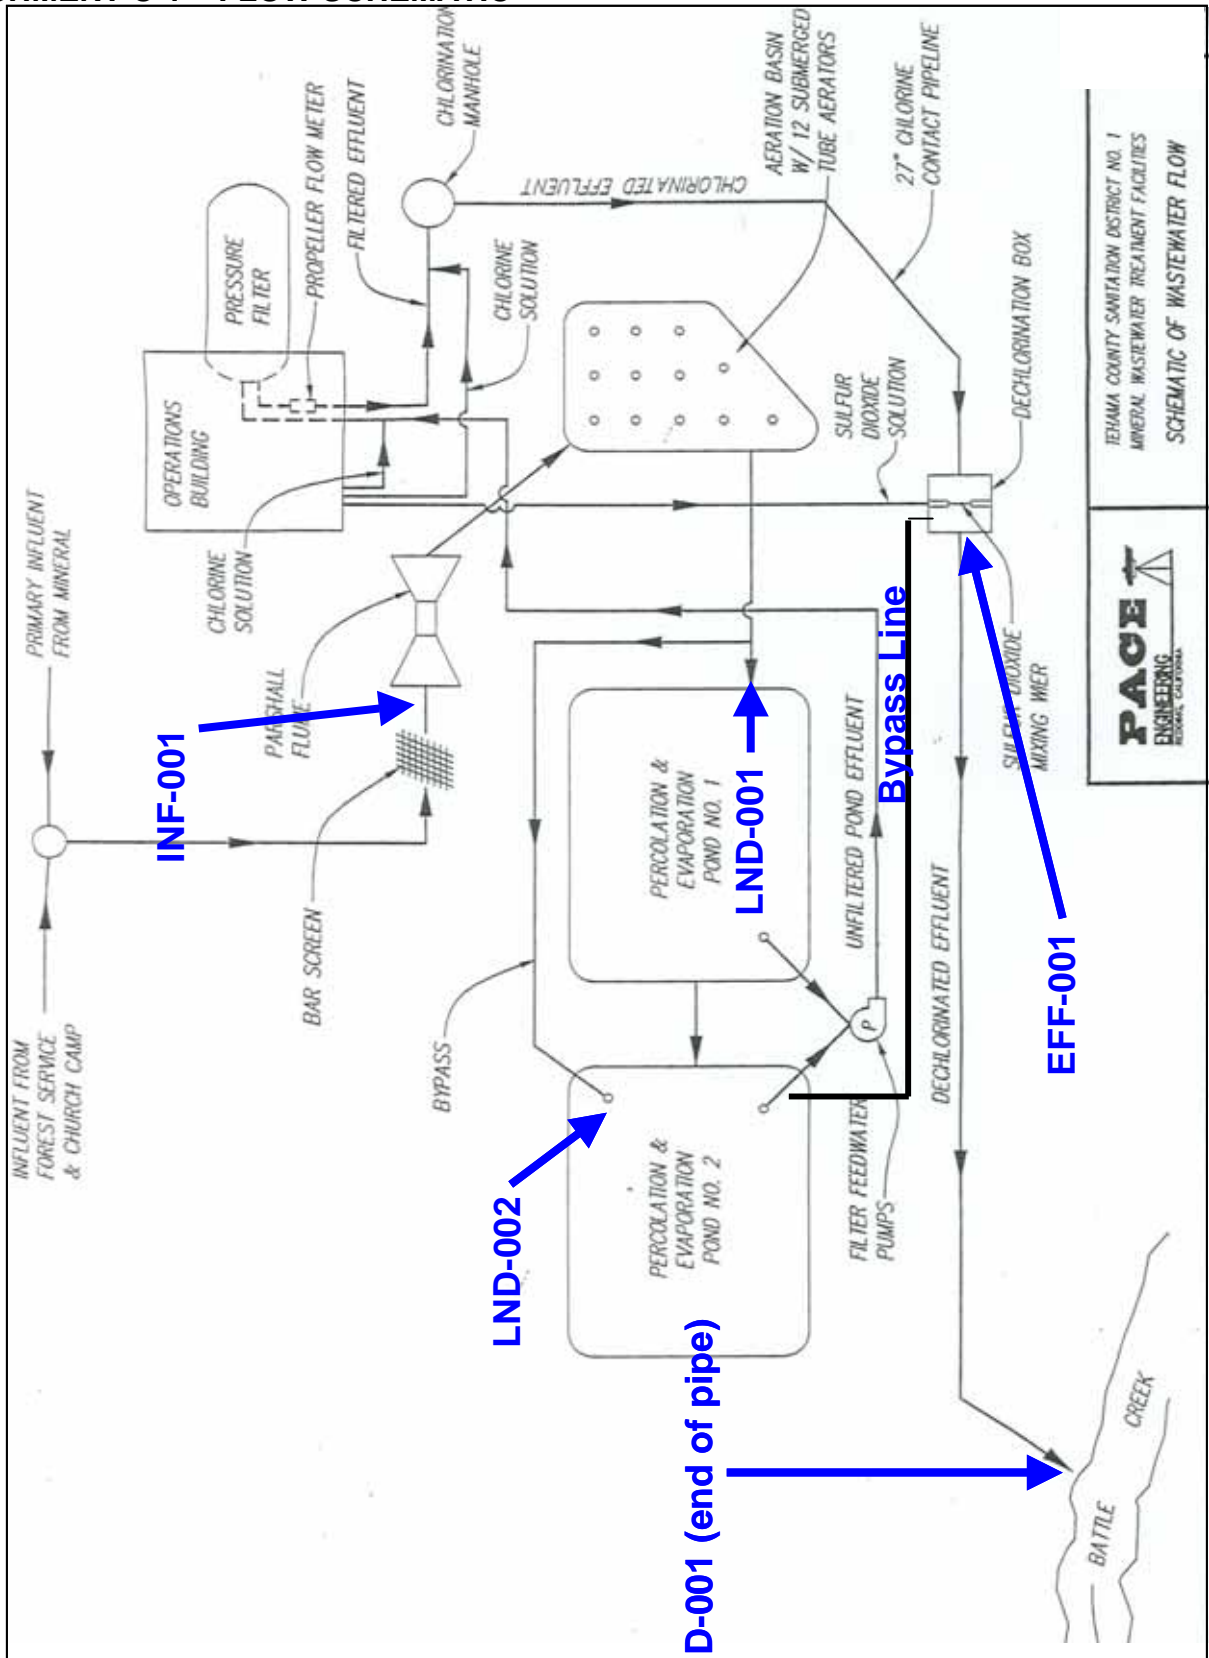 INFLUENT FROM
FOREST SERVICE
& CHURCH CAMP
PRIMARY INFLUENT
FROM MINERAL
BAR SCREEN
INF-001
PARSHALL
FLUME
CHLORINE
SOLUTION
OPERATIONS
BUILDING
PRESSURE
FILTER
PROPELLER FLOW METER
FILTERED EFFLUENT
CHLORINATION
MANHOLE
CHLORINE
SOLUTION
CHLORINATED EFFLUENT
AERATION BASIN
W/ 12 SUBMERGED
TUBE AERATORS
27" CHLORINE
CONTACT PIPELINE
SULFUR
DIOXIDE
SOLUTION
DECHLORINATION BOX
SULFUR DIOXIDE
MIXING WIER
BYPASS
PERCOLATION &
EVAPORATION
POND NO. 1
LND-001
UNFILTERED POND EFFLUENT
Bypass Line
P
FILTER FEEDWATER
PUMPS
PERCOLATION &
EVAPORATION
POND NO. 2
LND-002
DECHLORINATED EFFLUENT
EFF-001
D-001 (end of pipe)
BATTLE
CREEK
PACE
ENGINEERING
REDDING, CALIFORNIA
TEHAMA COUNTY SANITATION DISTRICT NO. 1
MINERAL WASTEWATER TREATMENT FACILITIES
SCHEMATIC OF WASTEWATER FLOW